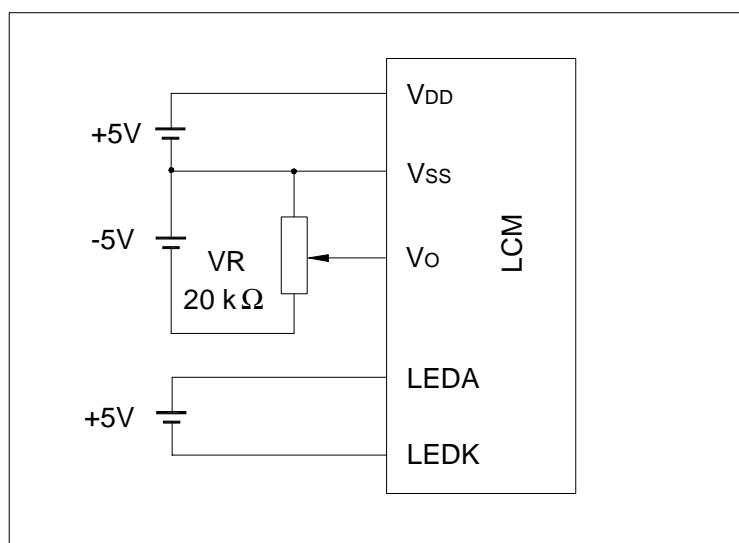 VDD
+5V
VSS
LCM
-5V
VR
VO
20 kΩ
LEDA
+5V
LEDK